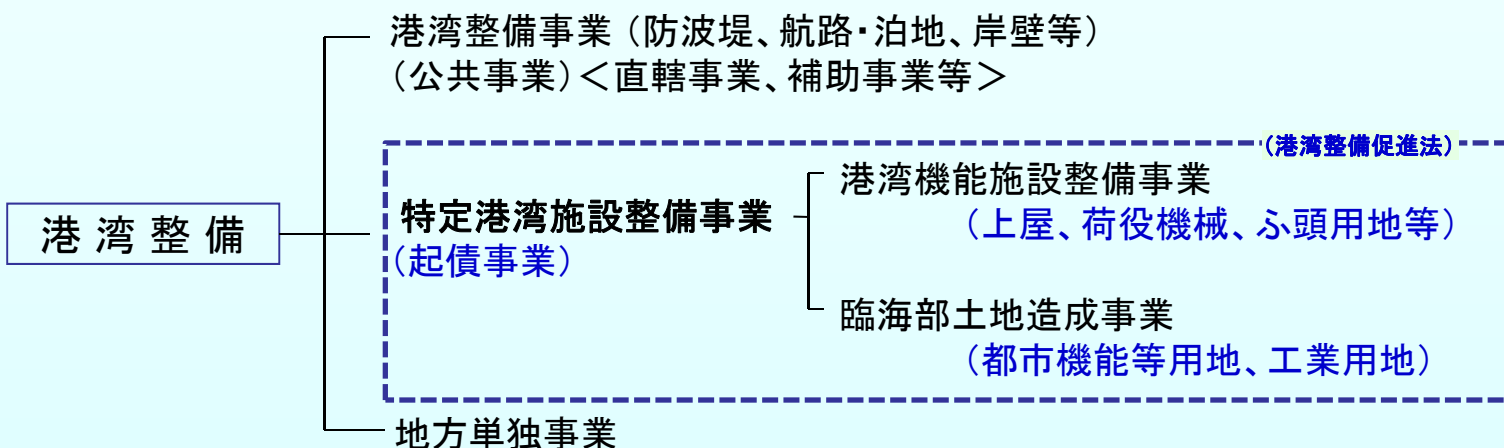 港湾整備事業（防波堤、航路・泊地、岸壁等）
（公共事業）＜直轄事業、補助事業等＞
（港湾整備促進法）
港湾機能施設整備事業
特定港湾施設整備事業
（上屋、荷役機械、ふ頭用地等）
港湾整備
（起債事業）
臨海部土地造成事業
（都市機能等用地、工業用地）
地方単独事業